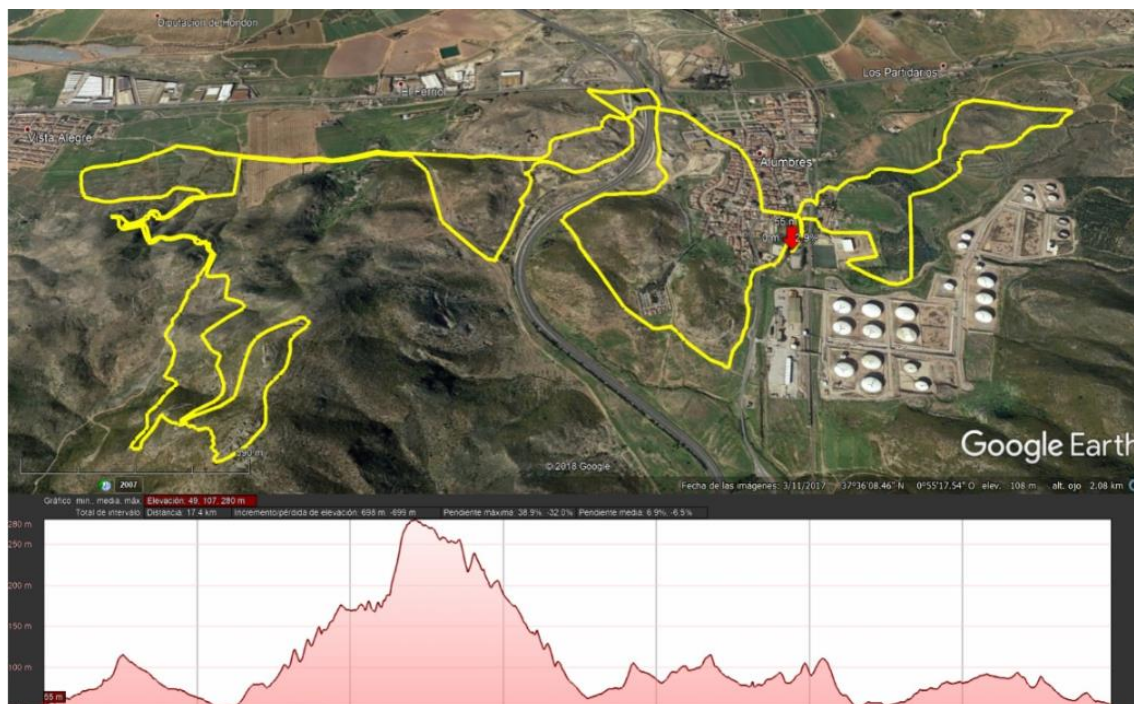 Diputación de Hondón
Los Partidarios
El Ferriol
Vista Alegre
Alumbres
55 m
Google Earth
© 2018 Google
2007
Fecha de las imágenes: 3/11/2017 37°36'08.46" N 0°55'17.54" O elev. 108 m alt. ojo 2.08 km
Gráfico min., media, máx. Elevación: 49, 107, 280 m
Total de intervalo: Distancia: 17.4 km Incremento/pérdida de elevación: 698 m, -699 m Pendiente máxima: 38.9%, -32.0% Pendiente media: 6.9%, -6.5%
280 m
250 m
200 m
150 m
100 m
55 m